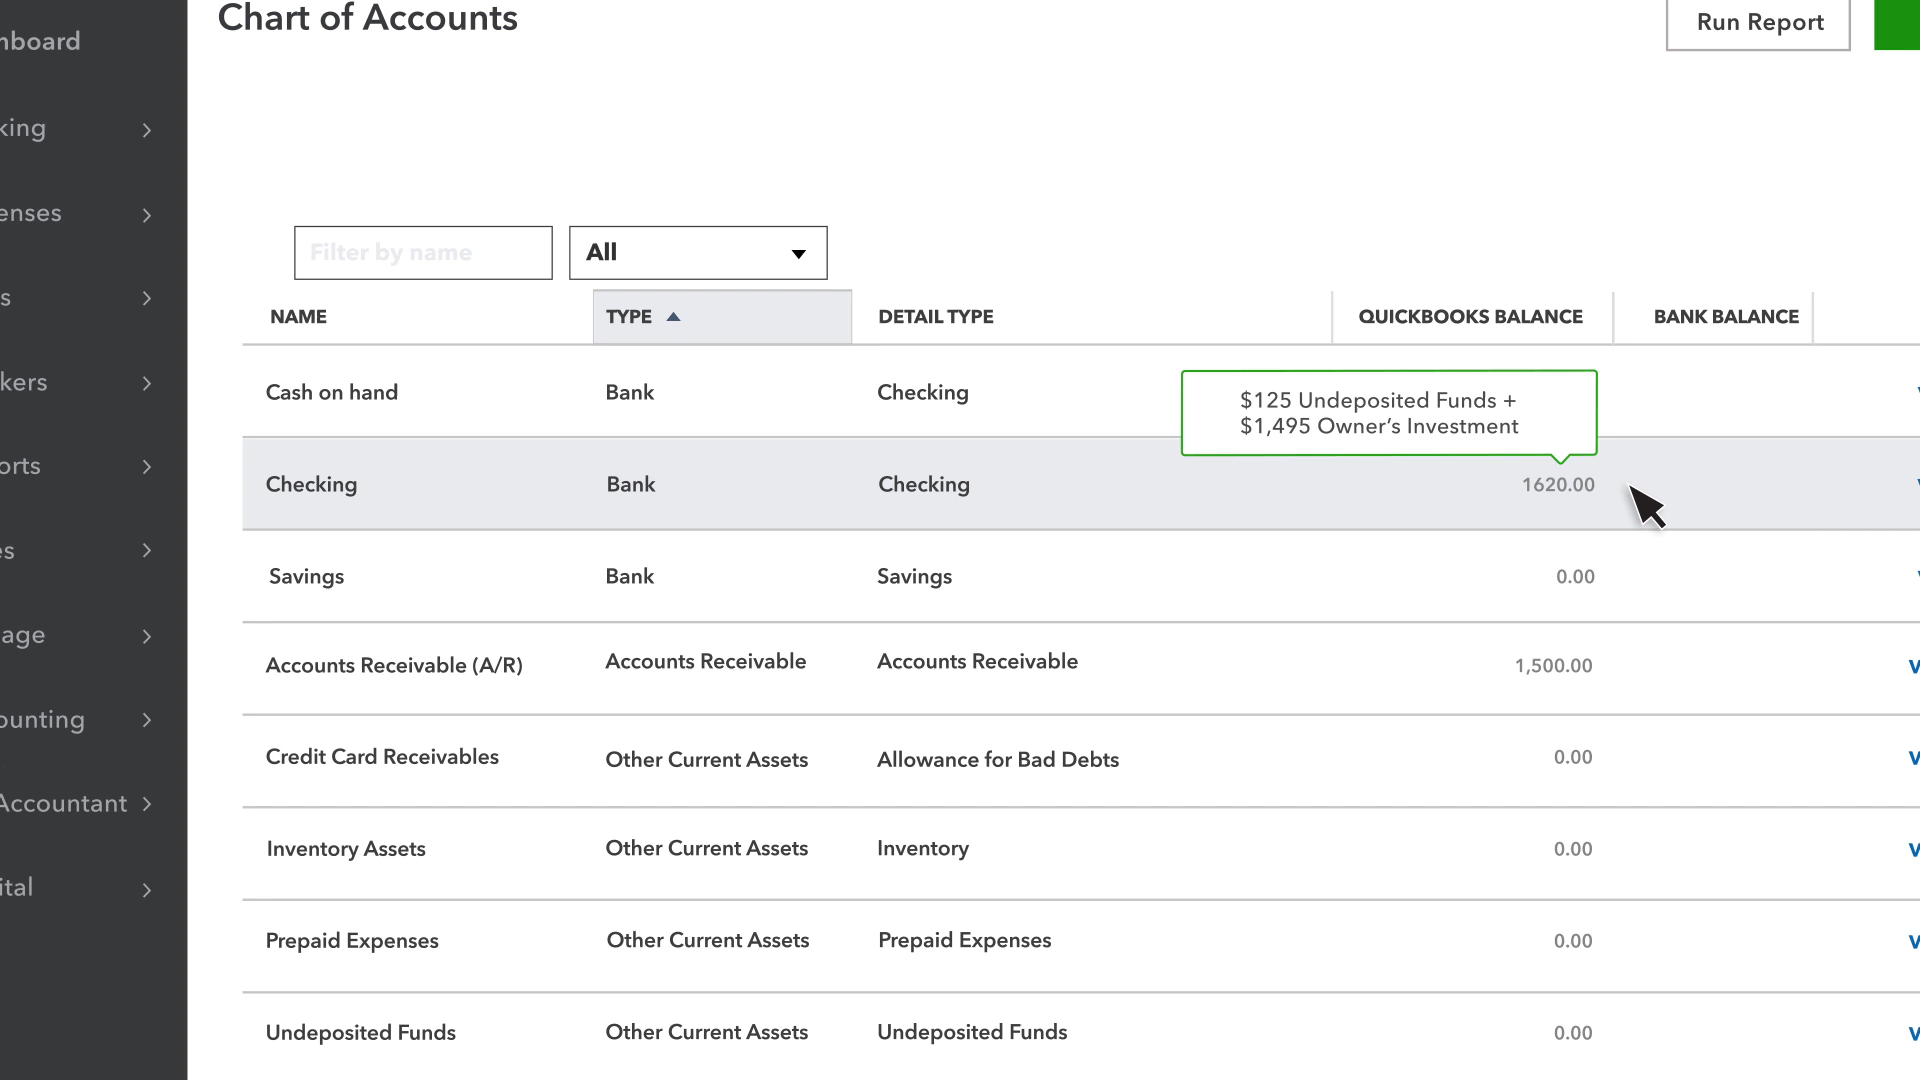 Chart of Accounts
Run Report
nboard
king
enses
s
kers
orts
es
age
ounting
Accountant
ital
Filter by name
All
NAME TYPE DETAIL TYPE QUICKBOOKS BALANCE BANK BALANCE
$125 Undeposited Funds +
$1,495 Owner’s Investment
Cash on hand Bank Checking
Checking Bank Checking 1620.00
Savings Bank Savings 0.00
Accounts Receivable (A/R) Accounts Receivable Accounts Receivable 1,500.00
Credit Card Receivables Other Current Assets Allowance for Bad Debts 0.00
Inventory Assets Other Current Assets Inventory 0.00
Prepaid Expenses Other Current Assets Prepaid Expenses 0.00
Undeposited Funds Other Current Assets Undeposited Funds 0.00